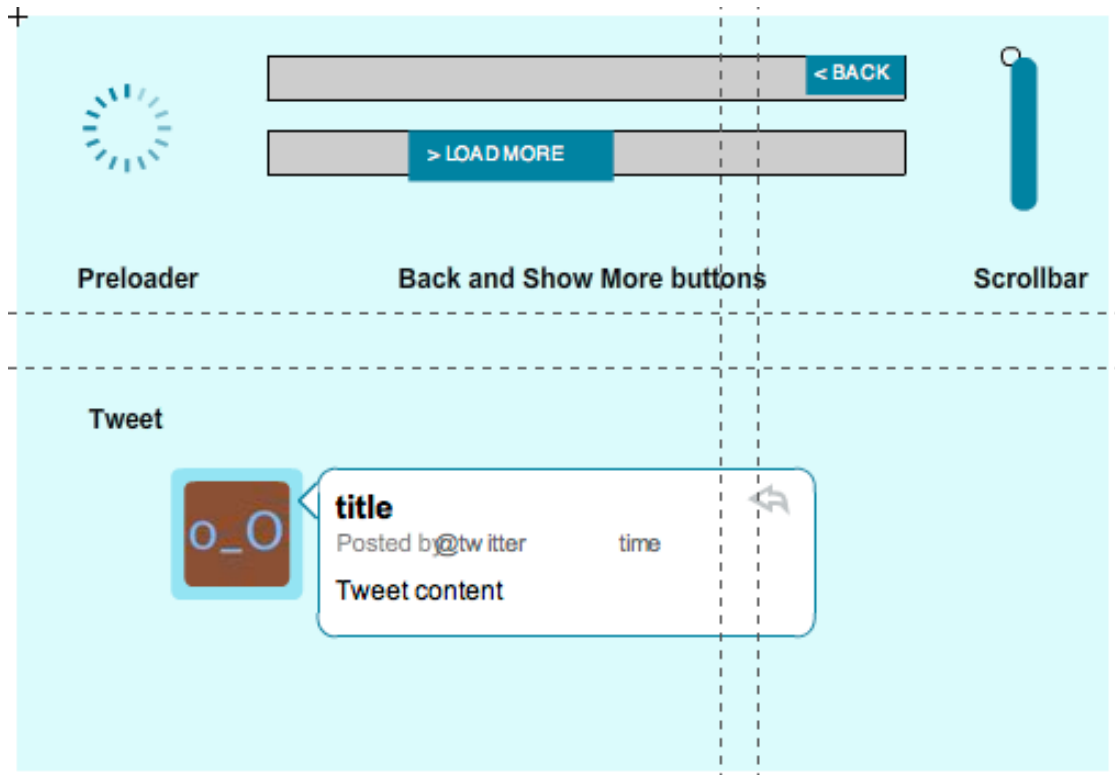 < BACK
> LOAD MORE
Preloader
Back and Show More buttons
Scrollbar
Tweet
o_O
title
Posted by @twitter time
Tweet content